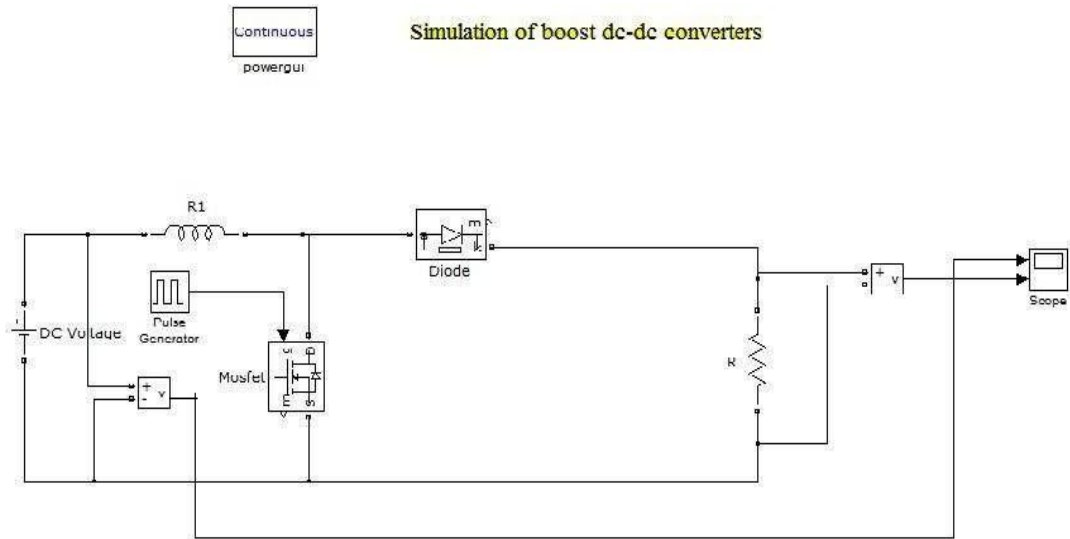 Continuous
powergui
Simulation of boost dc-dc converters
R1
Diode
Pulse
Generator
DC Voltage
Mosfet
g D
m S
m
k
+
-
v
R
+
v
Scope